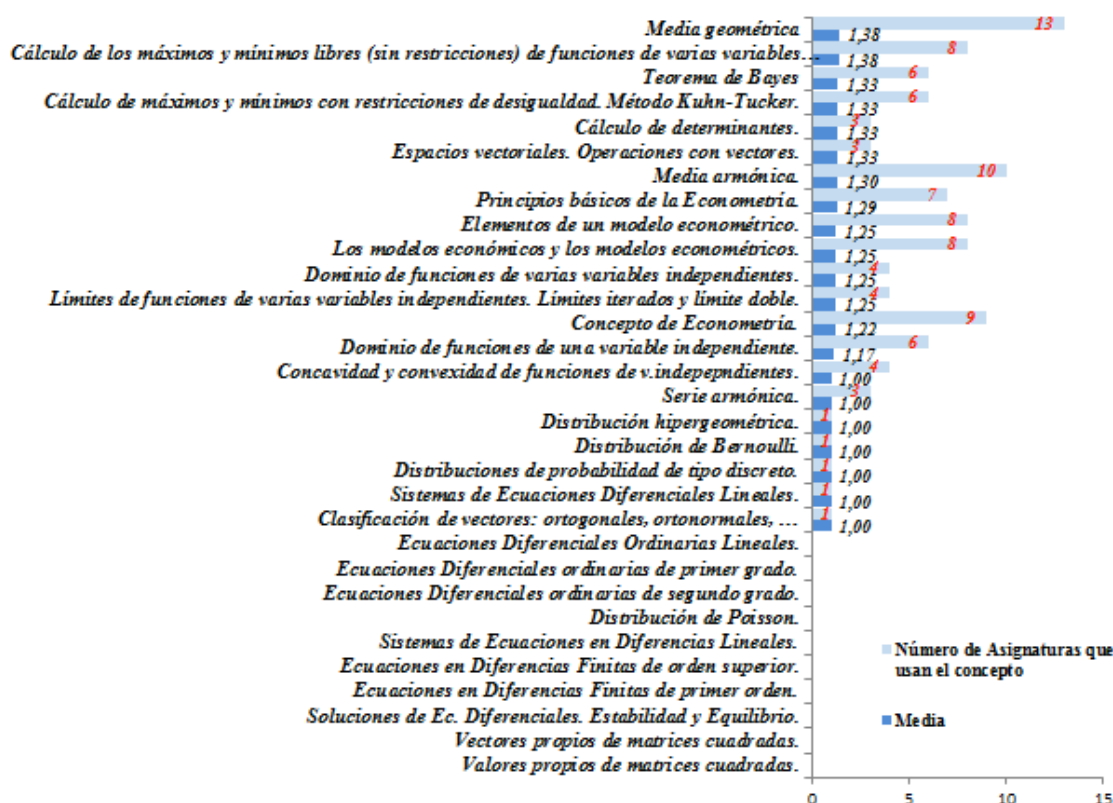 Media geométrica
13
1,38
Cálculo de los máximos y mínimos libres (sin restricciones) de funciones de varias variables...
8
1,38
Teorema de Bayes
6
1,33
Cálculo de máximos y mínimos con restricciones de desigualdad. Método Kuhn-Tucker.
6
1,33
Cálculo de determinantes.
3
1,33
Espacios vectoriales. Operaciones con vectores.
3
1,33
Media armónica.
10
1,30
Principios básicos de la Econometría.
7
1,29
Elementos de un modelo econométrico.
8
1,25
Los modelos económicos y los modelos econométricos.
8
1,25
Dominio de funciones de varias variables independientes.
4
1,25
Límites de funciones de varias variables independientes. Límites iterados y límite doble.
4
1,25
Concepto de Econometría.
9
1,22
Dominio de funciones de una variable independiente.
6
1,17
Concavidad y convexidad de funciones de v.indepepndientes.
4
1,00
Serie armónica.
3
1,00
Distribución hipergeométrica.
1
1,00
Distribución de Bernoulli.
1
1,00
Distribuciones de probabilidad de tipo discreto.
1
1,00
Sistemas de Ecuaciones Diferenciales Lineales.
1
1,00
Clasificación de vectores: ortogonales, ortonormales, ...
1
1,00
Ecuaciones Diferenciales Ordinarias Lineales.
Ecuaciones Diferenciales ordinarias de primer grado.
Ecuaciones Diferenciales ordinarias de segundo grado.
Distribución de Poisson.
Sistemas de Ecuaciones en Diferencias Lineales.
Ecuaciones en Diferencias Finitas de orden superior.
Ecuaciones en Diferencias Finitas de primer orden.
Soluciones de Ec. Diferenciales. Estabilidad y Equilibrio.
Vectores propios de matrices cuadradas.
Valores propios de matrices cuadradas.
Número de Asignaturas que
usan el concepto
Media
0 5 10 15